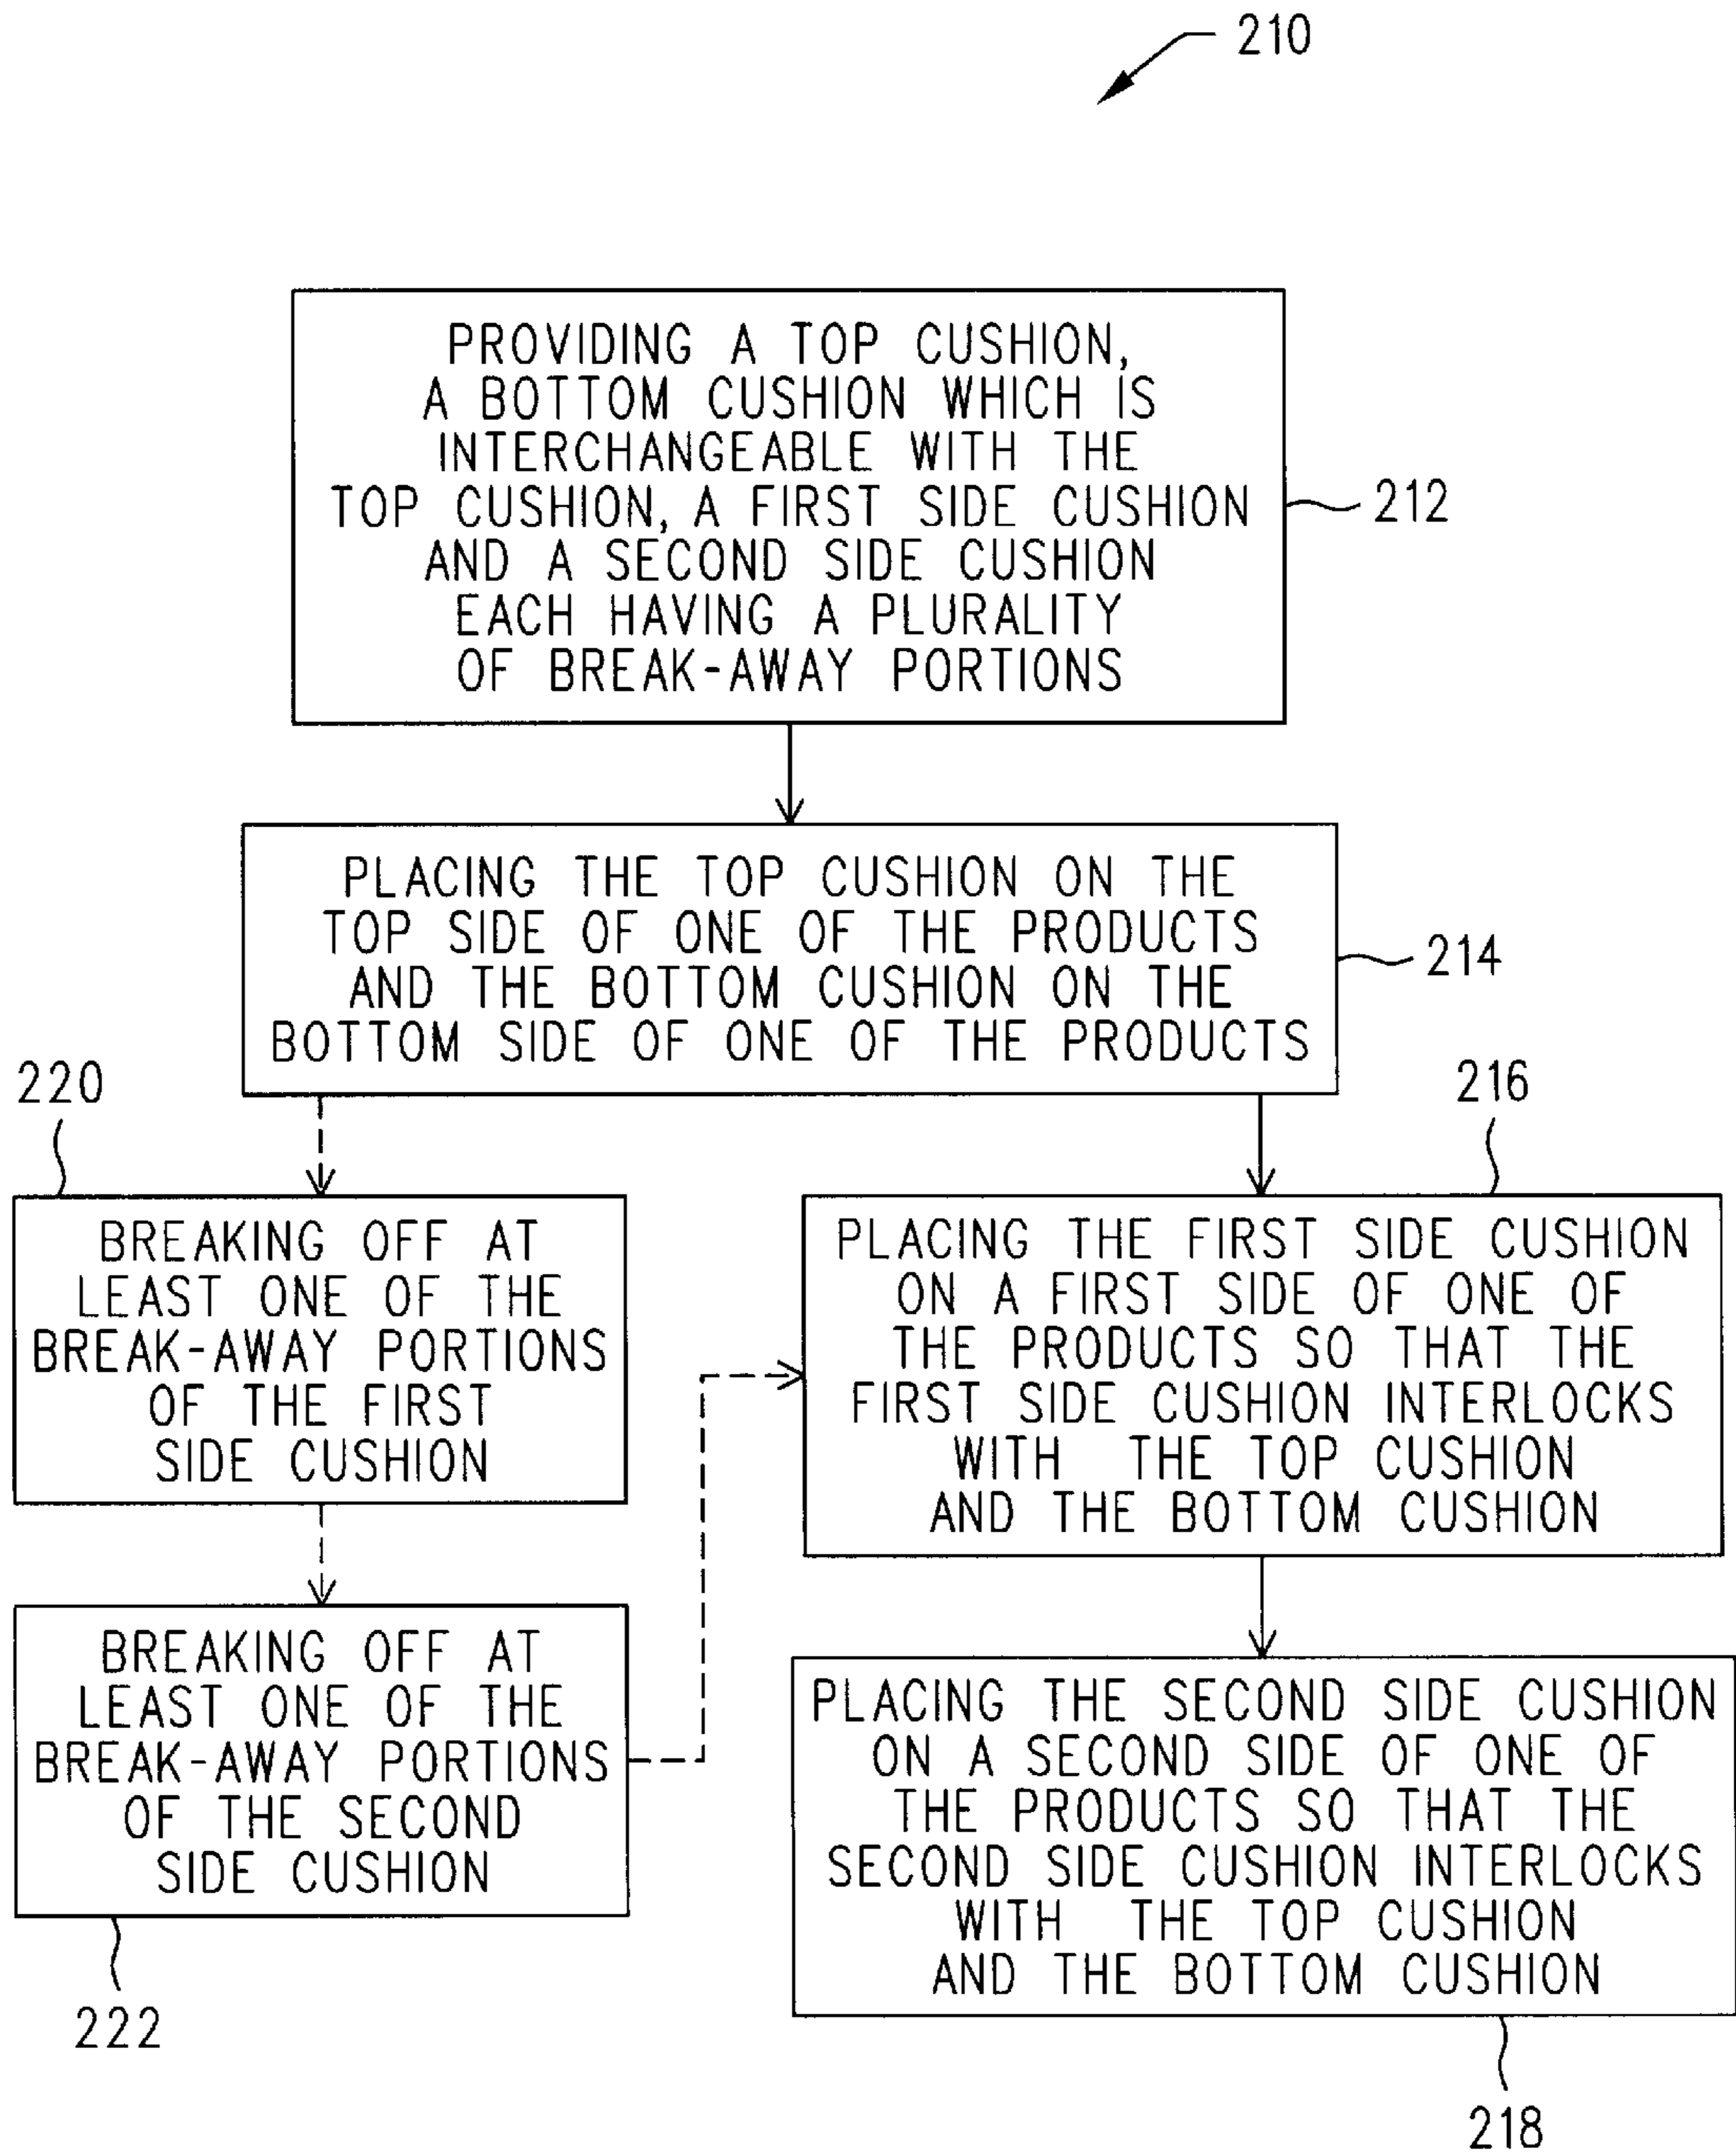 210
PROVIDING A TOP CUSHION,
A BOTTOM CUSHION WHICH IS
INTERCHANGEABLE WITH THE
TOP CUSHION, A FIRST SIDE CUSHION
AND A SECOND SIDE CUSHION
EACH HAVING A PLURALITY
OF BREAK-AWAY PORTIONS
212
PLACING THE TOP CUSHION ON THE
TOP SIDE OF ONE OF THE PRODUCTS
AND THE BOTTOM CUSHION ON THE
BOTTOM SIDE OF ONE OF THE PRODUCTS
214
220
BREAKING OFF AT
LEAST ONE OF THE
BREAK-AWAY PORTIONS
OF THE FIRST
SIDE CUSHION
216
PLACING THE FIRST SIDE CUSHION
ON A FIRST SIDE OF ONE OF
THE PRODUCTS SO THAT THE
FIRST SIDE CUSHION INTERLOCKS
WITH THE TOP CUSHION
AND THE BOTTOM CUSHION
BREAKING OFF AT
LEAST ONE OF THE
BREAK-AWAY PORTIONS
OF THE SECOND
SIDE CUSHION
222
PLACING THE SECOND SIDE CUSHION
ON A SECOND SIDE OF ONE OF
THE PRODUCTS SO THAT THE
SECOND SIDE CUSHION INTERLOCKS
WITH THE TOP CUSHION
AND THE BOTTOM CUSHION
218